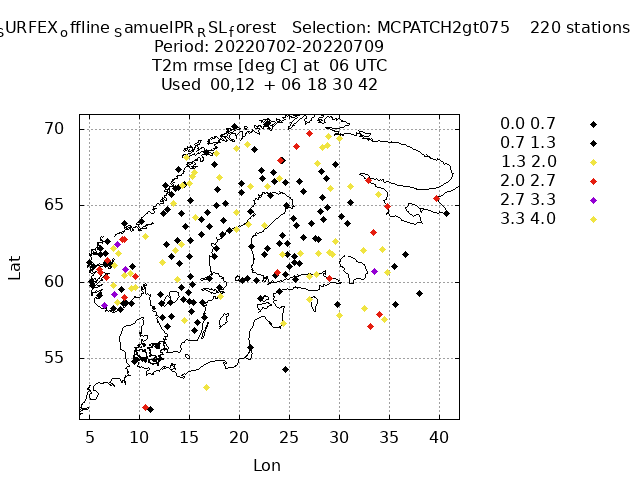 SURFEXoffline SamuelPRRSLforest Selection: MCPATCH2gt075 220 stations
Period: 20220702-20220709
T2m rmse [deg C] at 06 UTC
Used 00,12 + 06 18 30 42
70
65
60
55
5 10 15 20 25 30 35 40
Lat
Lon
0.0 0.7
0.7 1.3
1.3 2.0
2.0 2.7
2.7 3.3
3.3 4.0